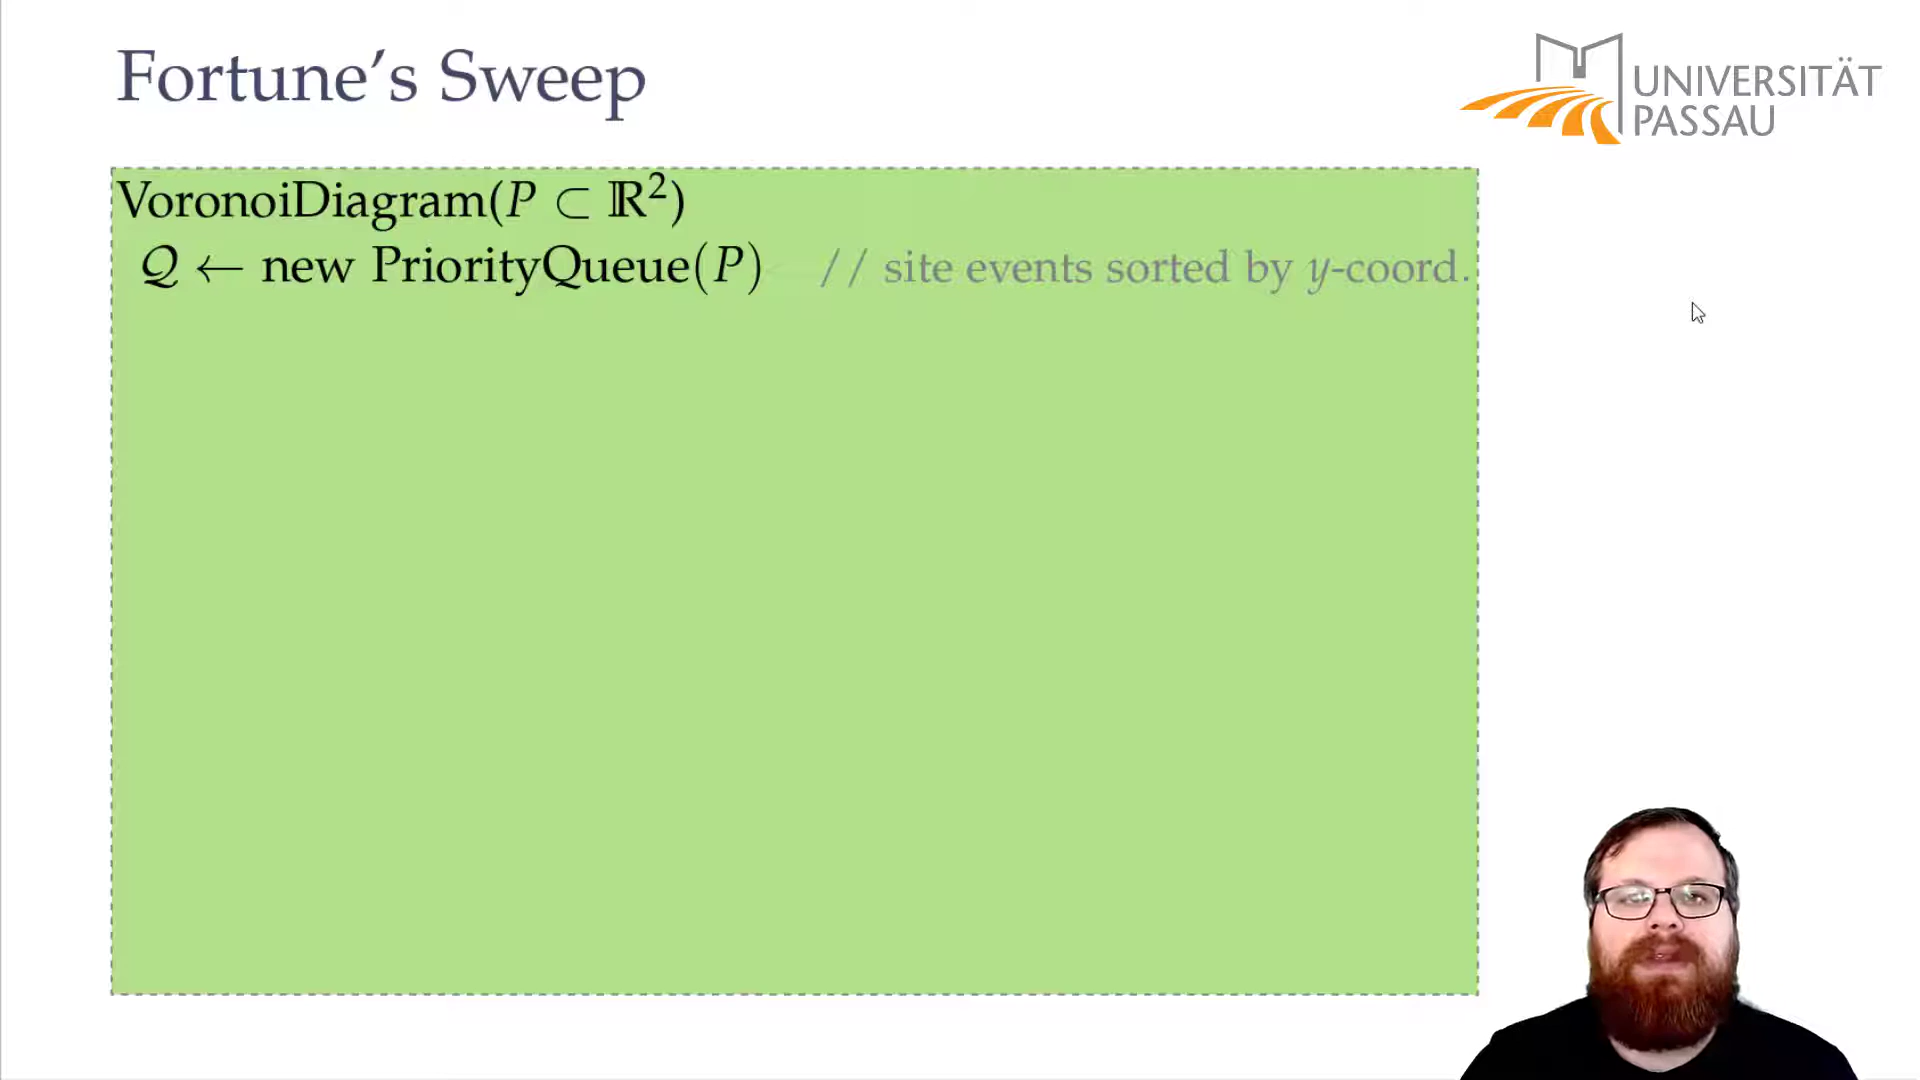 Fortune’s Sweep
UNIVERSITÄT
PASSAU
VoronoiDiagram(P ⊂ ℝ²)
𝒬 ← new PriorityQueue(P) // site events sorted by y-coord.